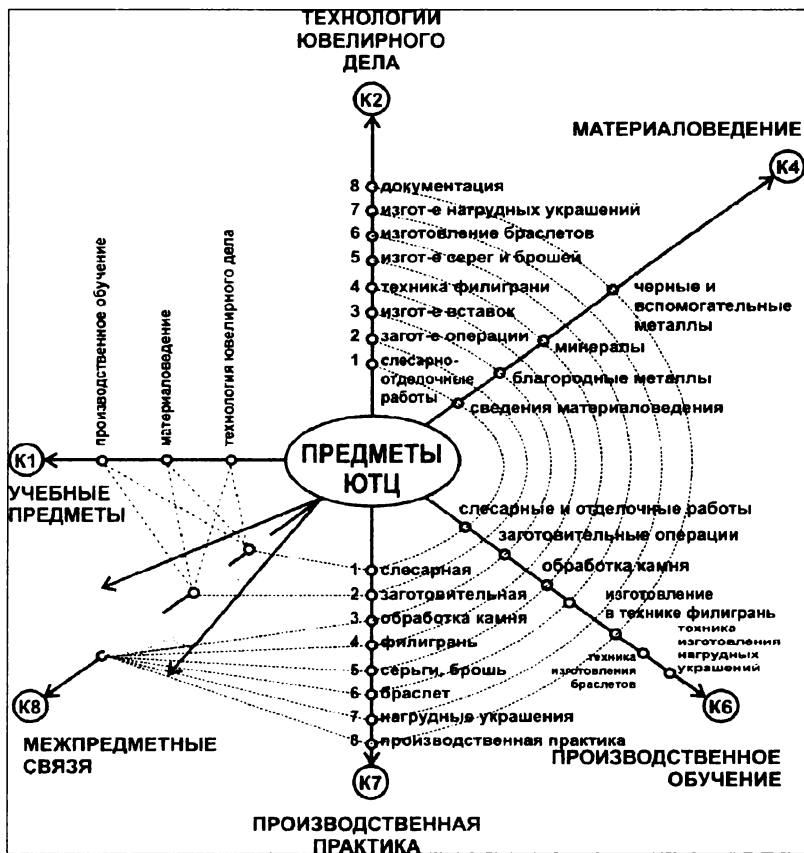 ТЕХНОЛОГИИ
ЮВЕЛИРНОГО
ДЕЛА
К2
МАТЕРИАЛОВЕДЕНИЕ
К4
8 документация
7 изгот-е нагрудных украшений
6 изготовление браслетов
5 изгот-е серег и брошей
4 техника филиграни
3 изгот-е вставок
2 загот-е операции
1 слесарно-
отделочные
работы
черные и
вспомогательные
металлы
минералы
благородные металлы
сведения материаловедения
производственное обучение
материаловедение
технология ювелирного дела
К1
УЧЕБНЫЕ
ПРЕДМЕТЫ
ПРЕДМЕТЫ
ЮТЦ
слесарные и отделочные работы
заготовительные операции
обработка камня
изготовление
в технике филигрань
техника
изготовления
нагрудных
украшений
техника
изготовления
браслетов
К6
ПРОИЗВОДСТВЕННОЕ
ОБУЧЕНИЕ
1 слесарная
2 заготовительная
3 обработка камня
4 филигрань
5 серьги, брошь
6 браслет
7 нагрудные украшения
8 производственная практика
К8
МЕЖПРЕДМЕТНЫЕ
СВЯЗЯ
К7
ПРОИЗВОДСТВЕННАЯ
ПРАКТИКА